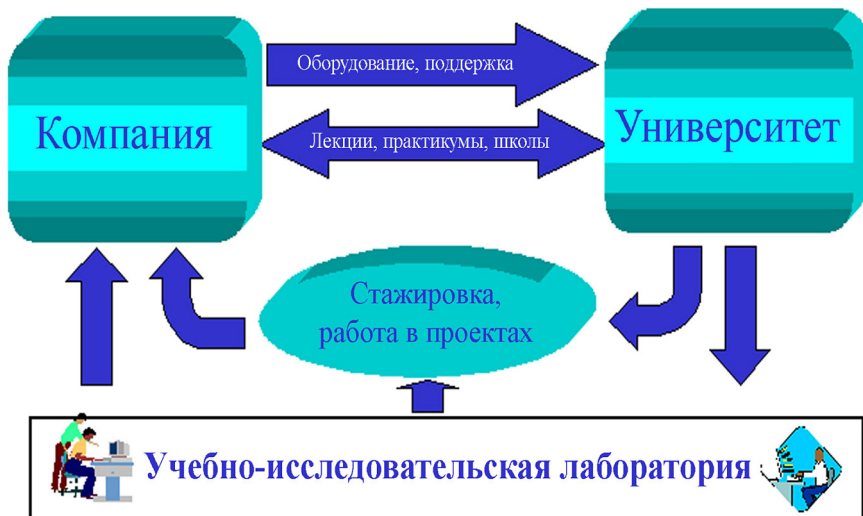 Оборудование, поддержка
Компания
Университет
Лекции, практикумы, школы
Стажировка,
работа в проектах
Учебно-исследовательская лаборатория